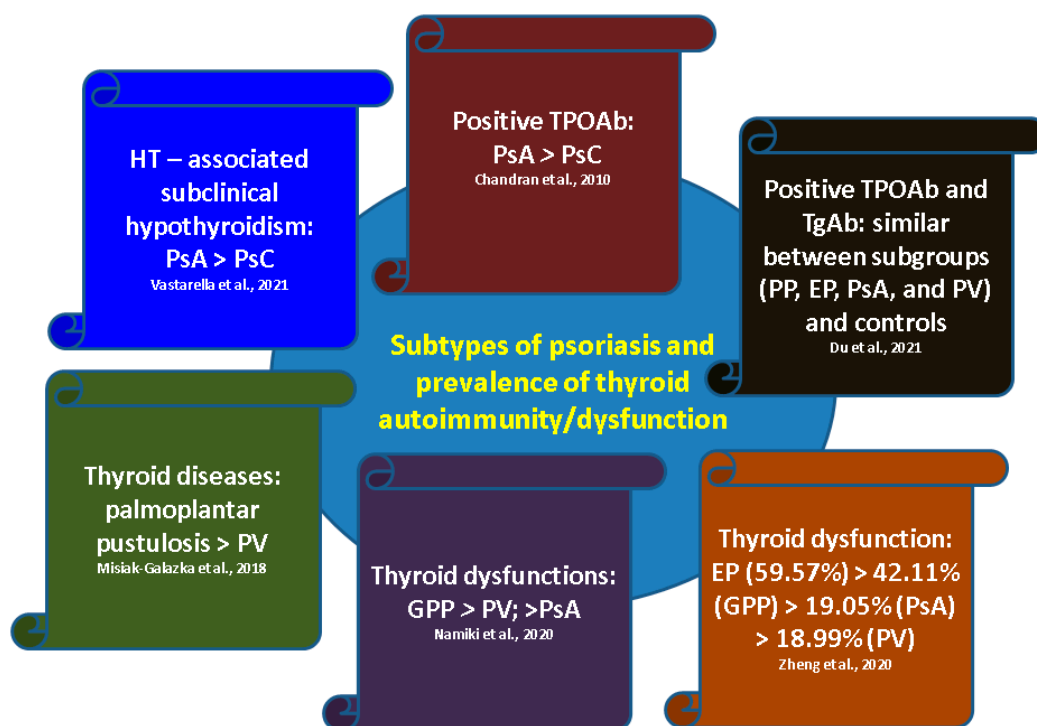 HT – associated
subclinical
hypothyroidism:
PsA > PsC
Vastarella et al., 2021
Positive TPOAb:
PsA > PsC
Chandran et al., 2010
Positive TPOAb and
TgAb: similar
between subgroups
(PP, EP, PsA, and PV)
and controls
Du et al., 2021
Subtypes of psoriasis and
prevalence of thyroid
autoimmunity/dysfunction
Thyroid diseases:
palmoplantar
pustulosis > PV
Misiak-Galazka et al., 2018
Thyroid dysfunctions:
GPP > PV; >PsA
Namiki et al., 2020
Thyroid dysfunction:
EP (59.57%) > 42.11%
(GPP) > 19.05% (PsA)
> 18.99% (PV)
Zheng et al., 2020